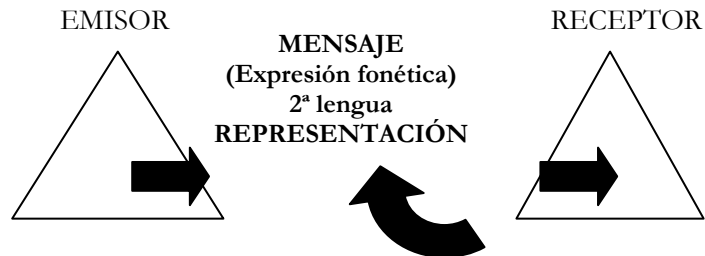 EMISOR
RECEPTOR
MENSAJE
(Expresión fonética)
2ª lengua
REPRESENTACIÓN